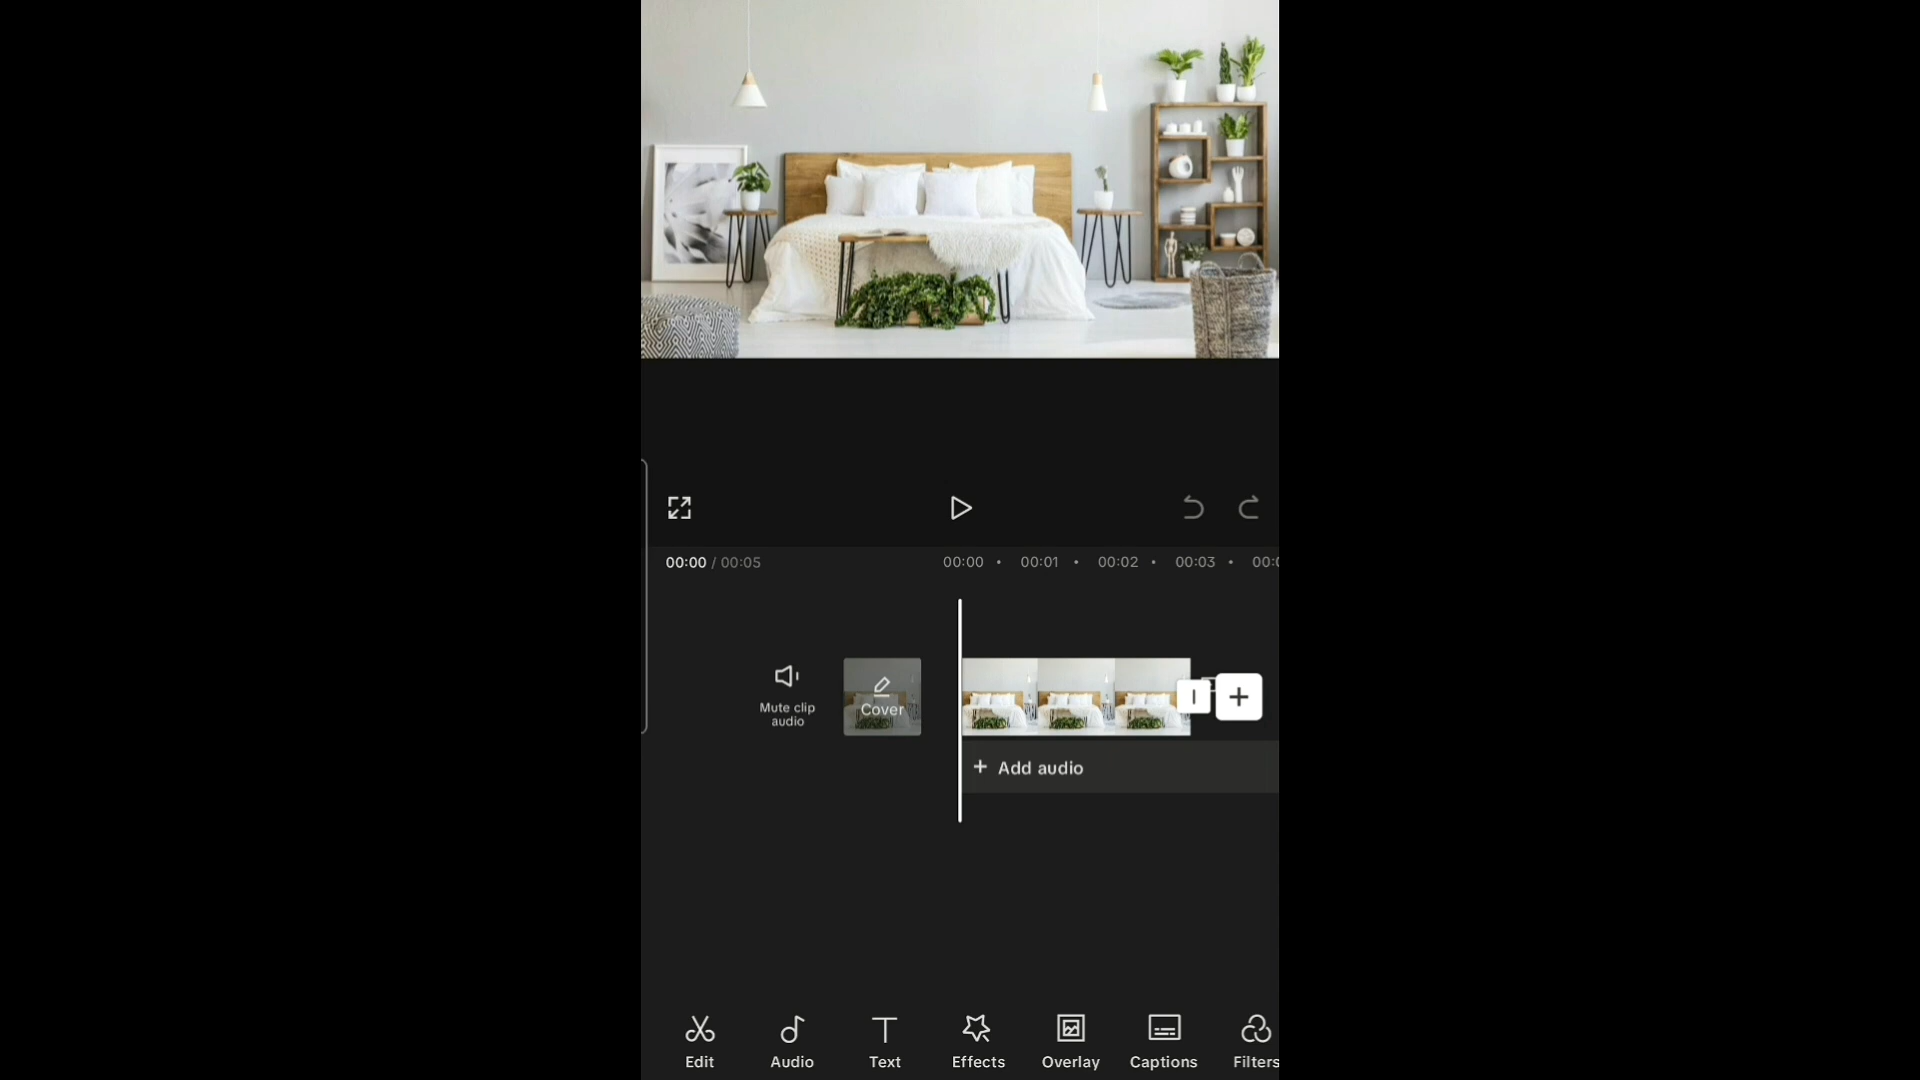 00:00 / 00:05 00:00 00:01 00:02 00:03
Mute clip
audio
Cover
+ Add audio
Edit Audio Text Effects Overlay Captions Filters